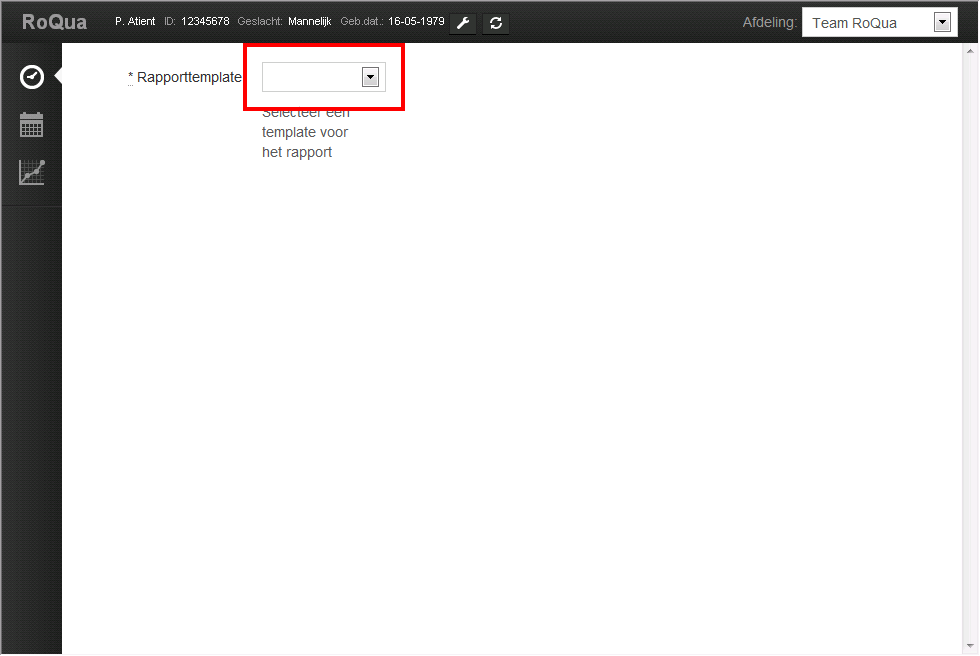 RoQua P. Atient ID: 12345678 Geslacht: Mannelijk Geb.dat.: 16-05-1979 Afdeling: Team RoQua
* Rapporttemplate
Selecteer een
template voor
het rapport